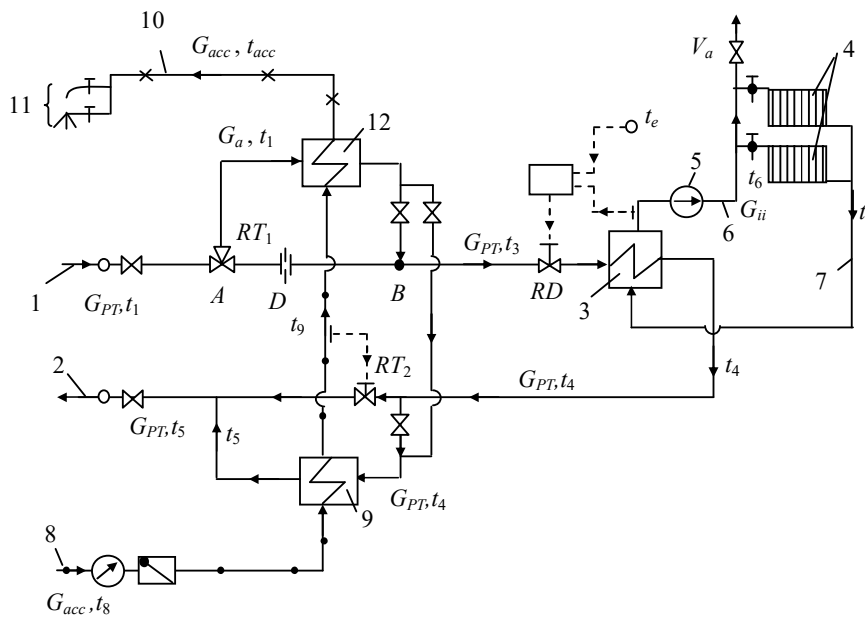 10
G_acc, t_acc
V_a
4
11
12
G_a, t_1
t_e
5
t_6
G_ii
t
RT_1
6
G_PT, t_3
1
A
D
B
RD
3
7
G_PT, t_1
t_9
2
RT_2
G_PT, t_4
t_4
G_PT, t_5
t_5
G_PT, t_4
9
8
G_acc, t_8